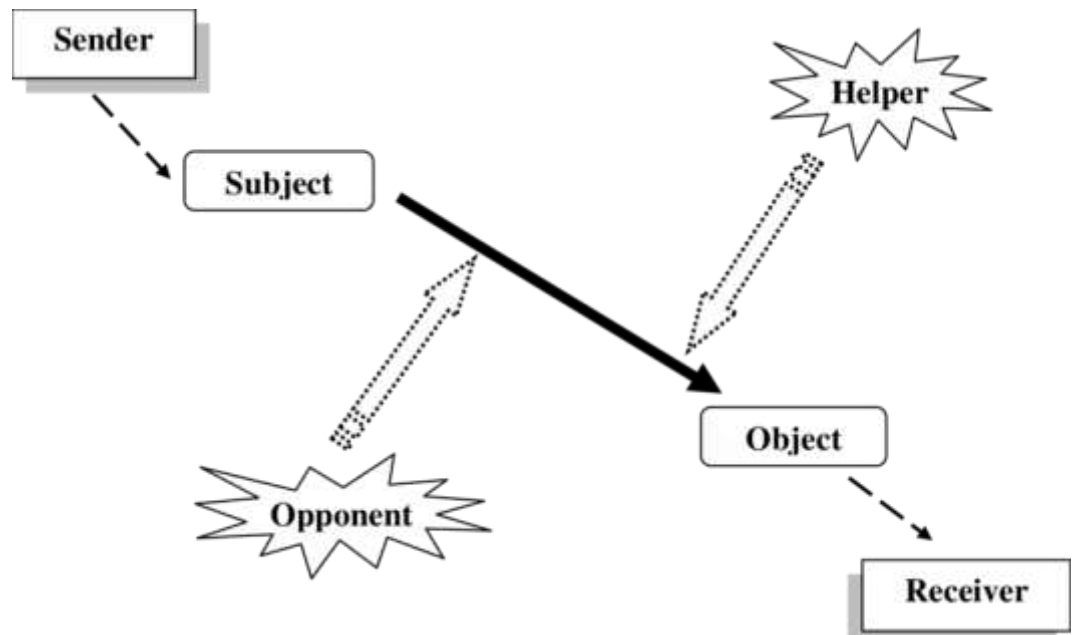 Sender
Helper
Subject
Object
Opponent
Receiver